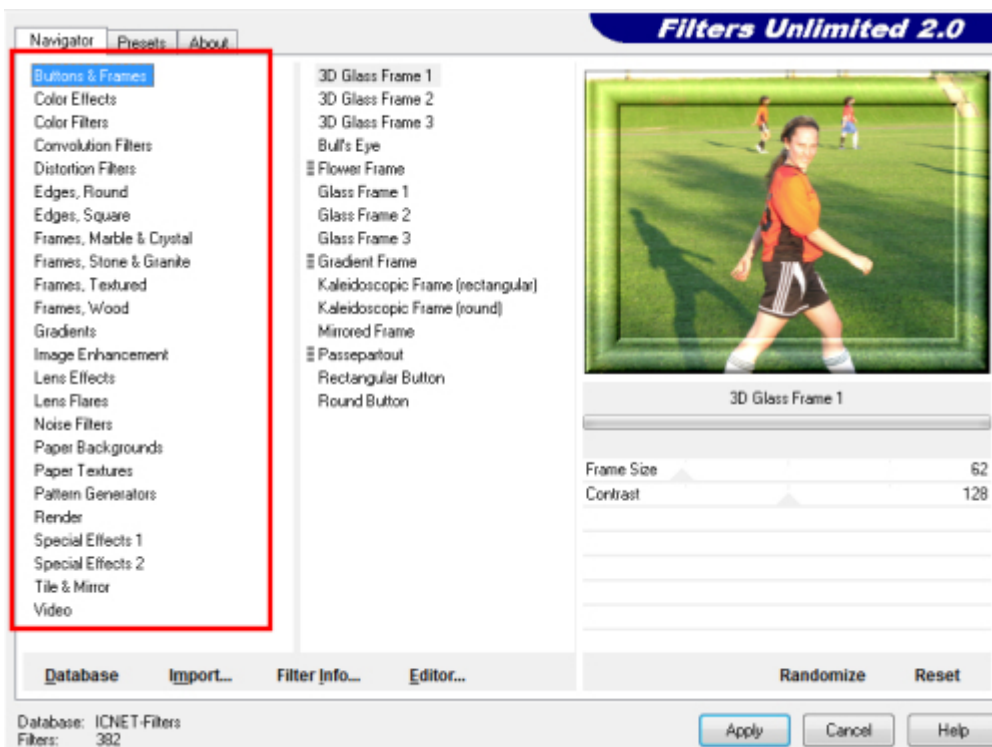 Filters Unlimited 2.0
Navigator Presets About
Buttons & Frames
Color Effects
Color Filters
Convolution Filters
Distortion Filters
Edges, Round
Edges, Square
Frames, Marble & Crystal
Frames, Stone & Granite
Frames, Textured
Frames, Wood
Gradients
Image Enhancement
Lens Effects
Lens Flares
Noise Filters
Paper Backgrounds
Paper Textures
Pattern Generators
Render
Special Effects 1
Special Effects 2
Tile & Mirror
Video
3D Glass Frame 1
3D Glass Frame 2
3D Glass Frame 3
Bull's Eye
Flower Frame
Glass Frame 1
Glass Frame 2
Glass Frame 3
Gradient Frame
Kaleidoscopic Frame (rectangular)
Kaleidoscopic Frame (round)
Mirrored Frame
Passepartout
Rectangular Button
Round Button
3D Glass Frame 1
Frame Size 62
Contrast 128
Database Import... Filter Info... Editor... Randomize Reset
Database: ICNET-Filters
Filters: 382
Apply Cancel Help